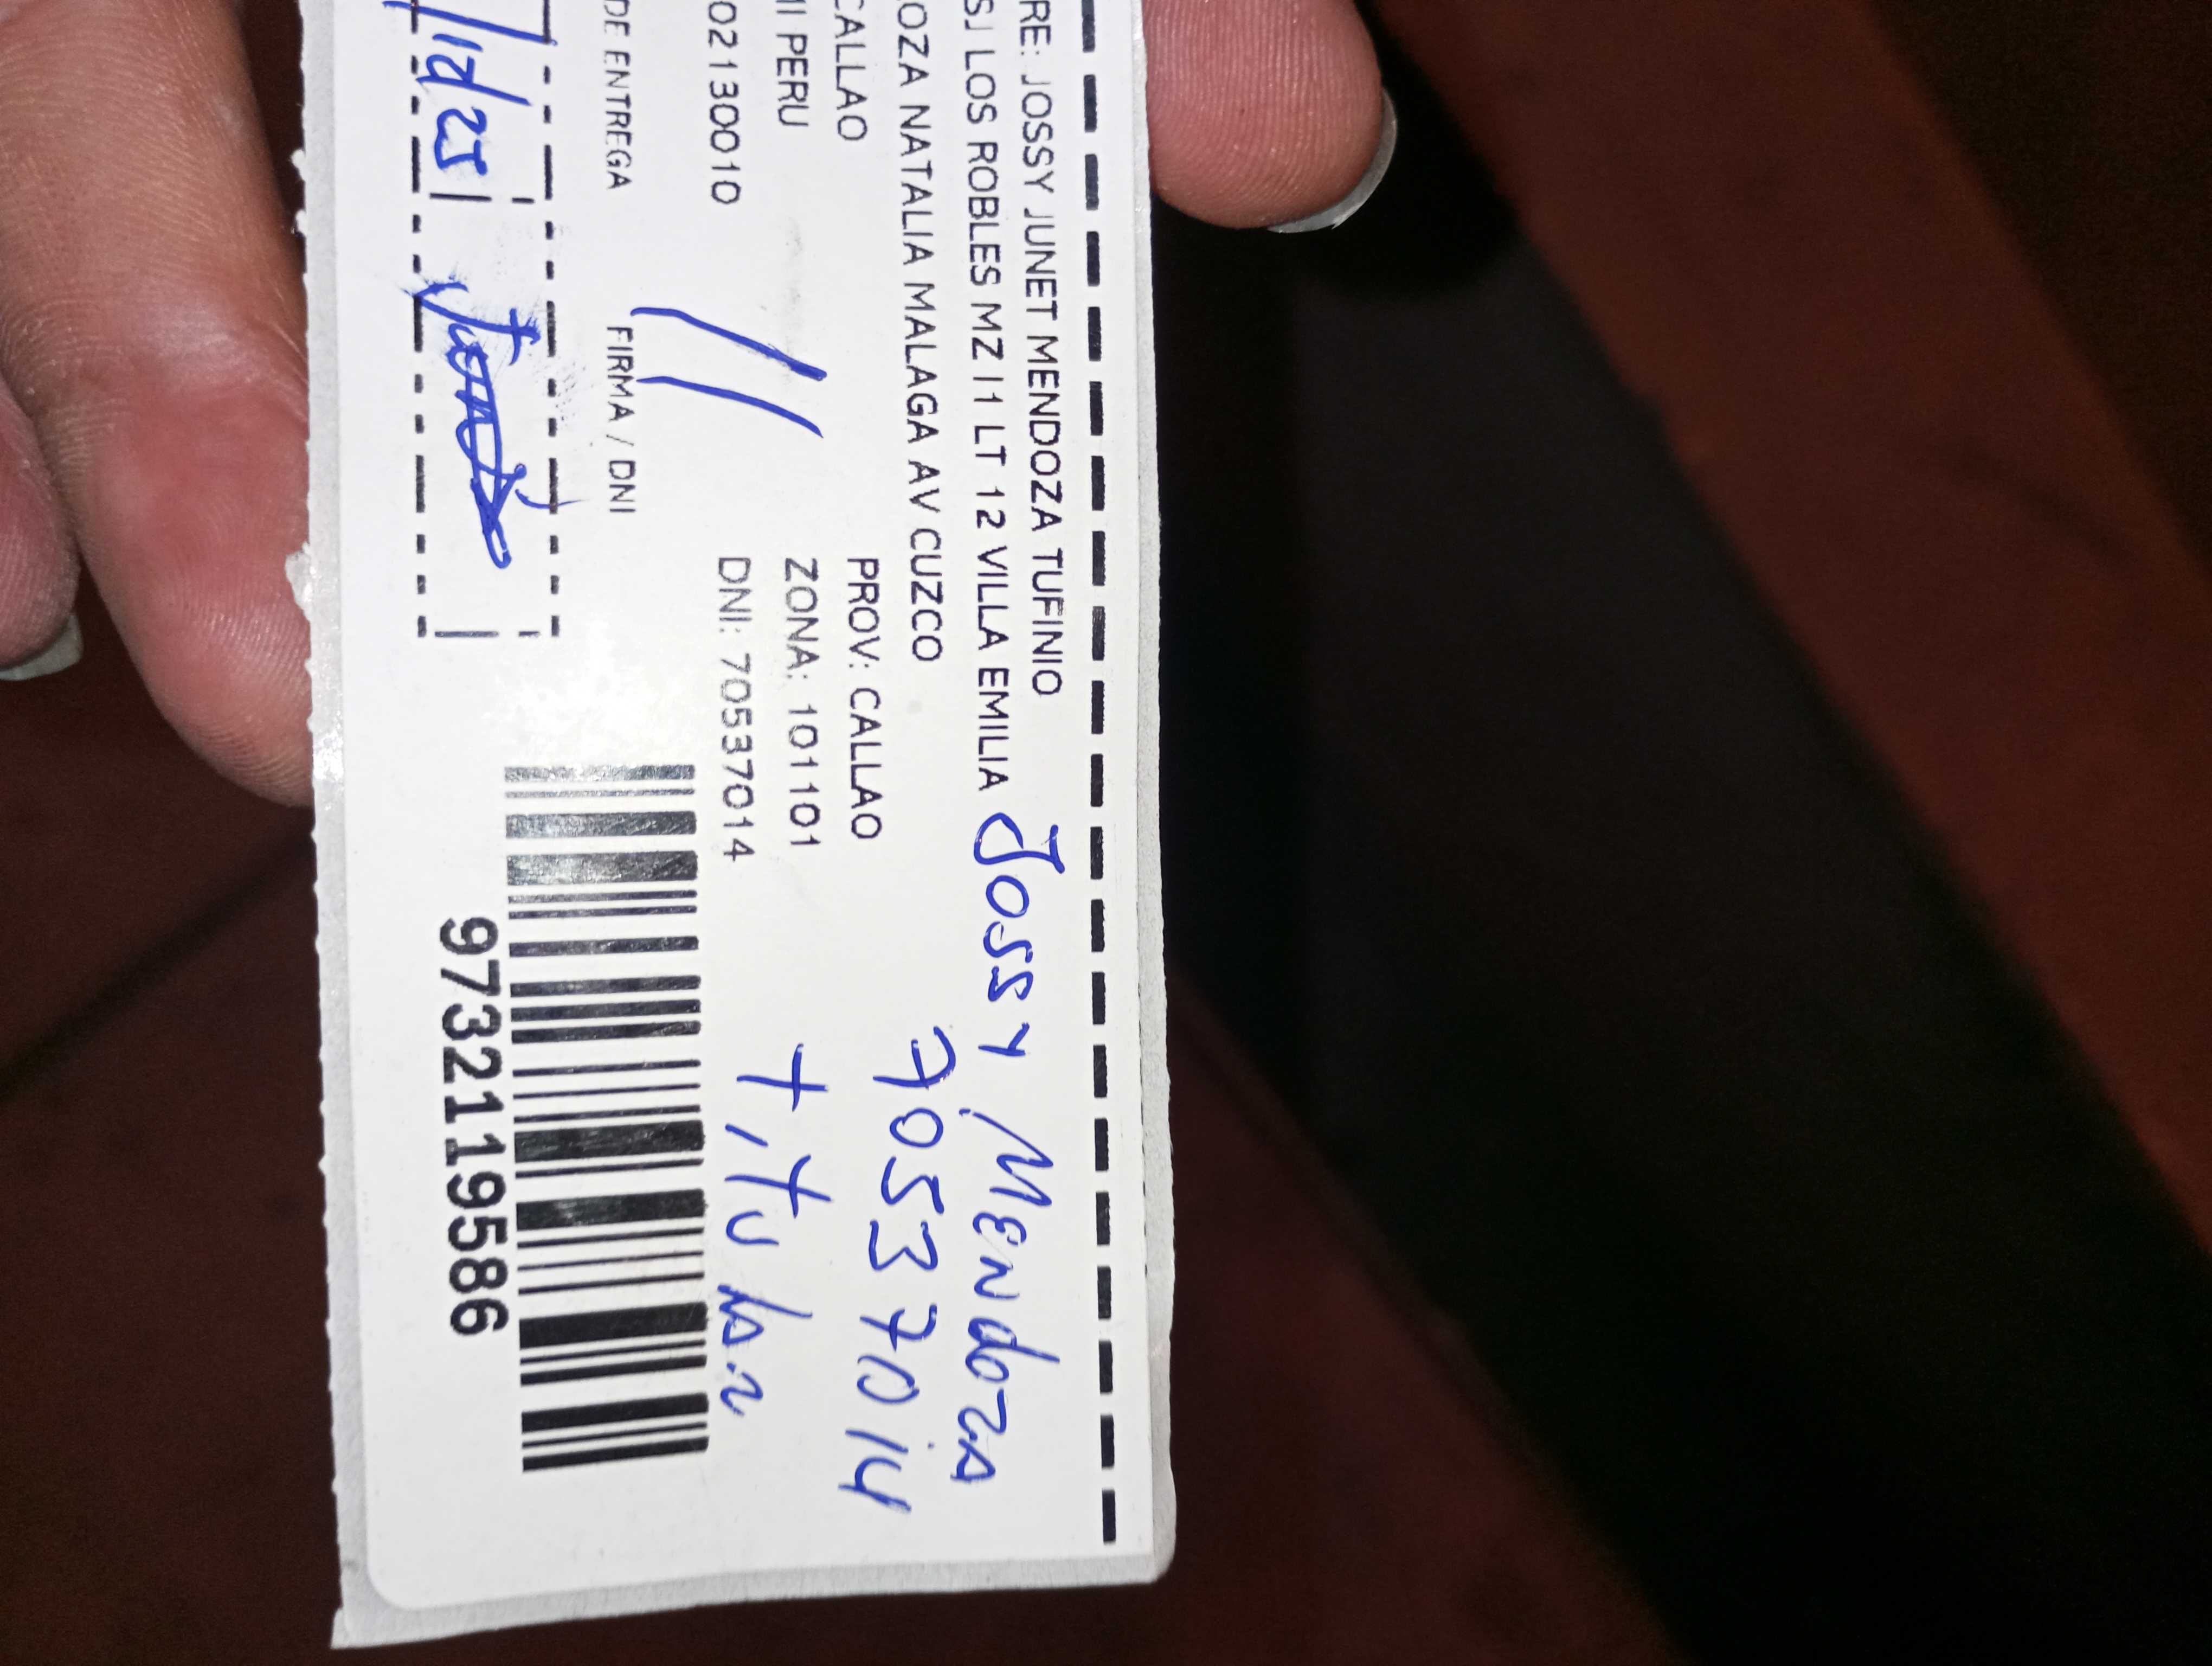 RE: JOSSY JUNET MENDOZA TUFINIO
SJ LOS ROBLES MZ I1 LT 12 VILLA EMILIA
Jossy Mendoza
OZA NATALIA MALAGA AV CUZCO
70537014
CALLAO PROV: CALLAO
MI PERU ZONA: 101101
titular
02130010 DNI: 70537014
DE ENTREGA FIRMA / DNI
9732119586